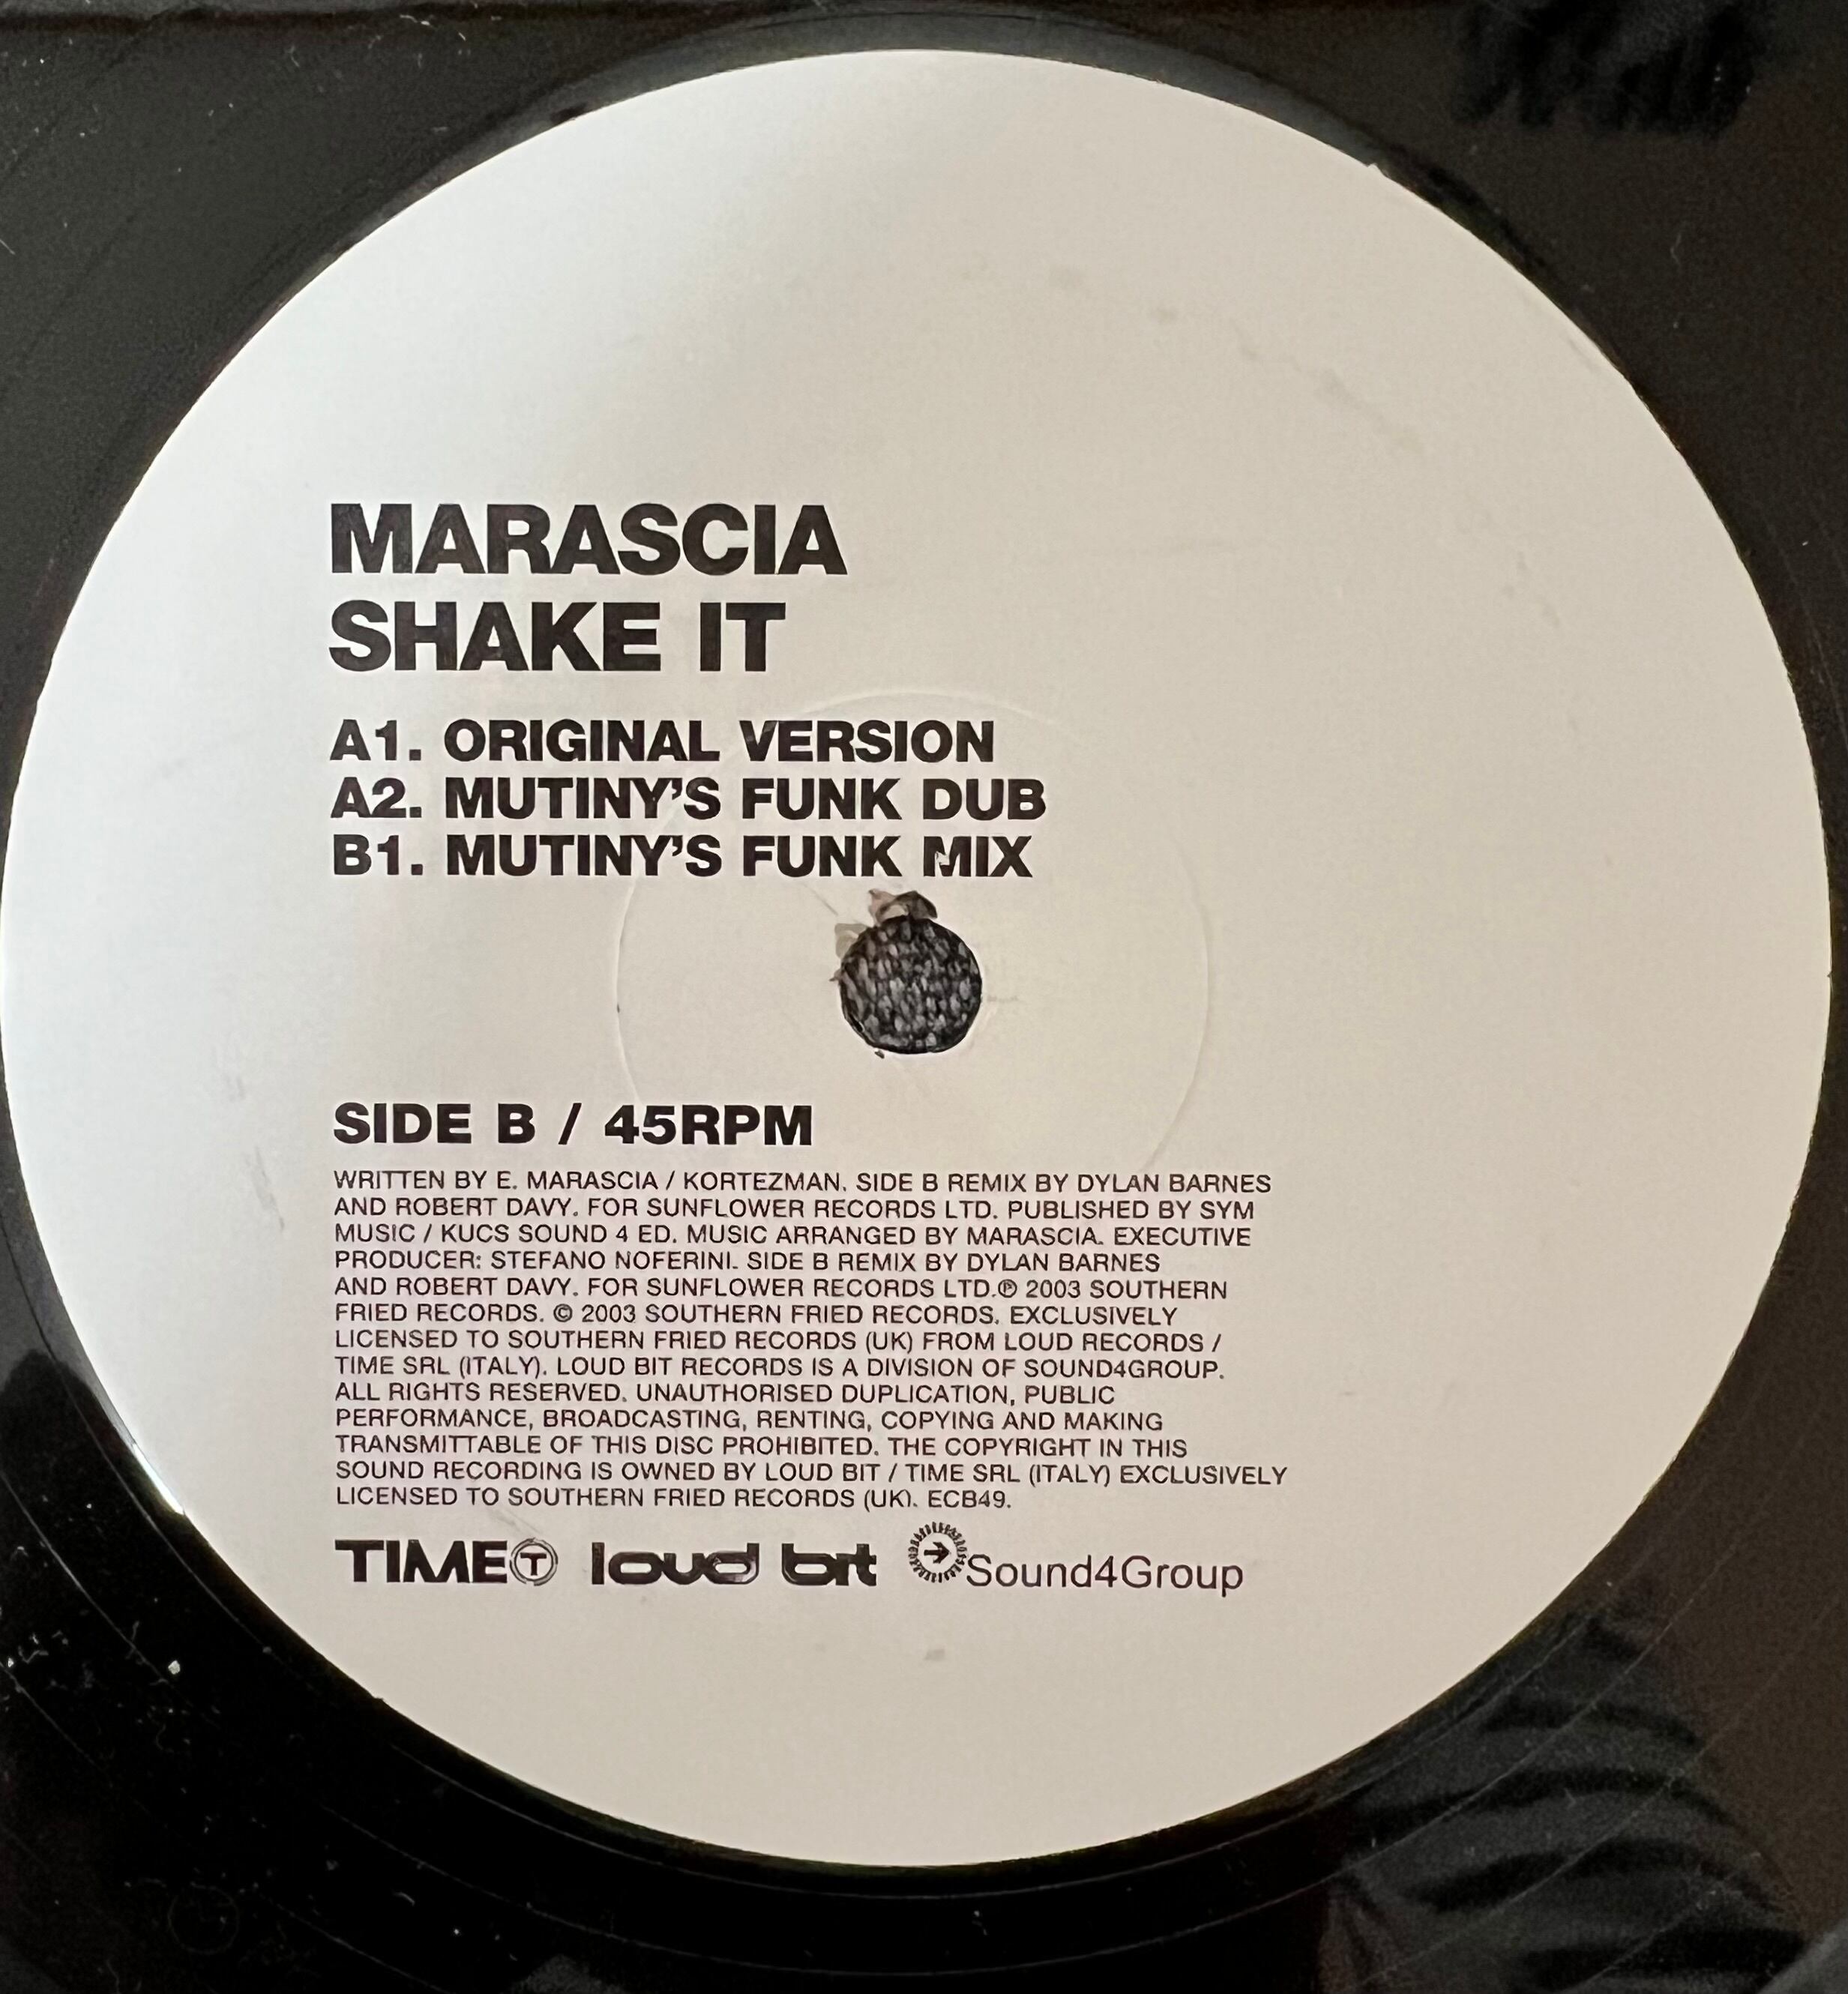 MARASCIA
SHAKE IT
A1. ORIGINAL VERSION
A2. MUTINY'S FUNK DUB
B1. MUTINY'S FUNK MIX
SIDE B / 45RPM
WRITTEN BY E. MARASCIA / KORTEZMAN. SIDE B REMIX BY DYLAN BARNES
AND ROBERT DAVY. FOR SUNFLOWER RECORDS LTD. PUBLISHED BY SYM
MUSIC / KUCS SOUND 4 ED. MUSIC ARRANGED BY MARASCIA. EXECUTIVE
PRODUCER: STEFANO NOFERINI. SIDE B REMIX BY DYLAN BARNES
AND ROBERT DAVY. FOR SUNFLOWER RECORDS LTD.℗ 2003 SOUTHERN
FRIED RECORDS. © 2003 SOUTHERN FRIED RECORDS. EXCLUSIVELY
LICENSED TO SOUTHERN FRIED RECORDS (UK) FROM LOUD RECORDS /
TIME SRL (ITALY). LOUD BIT RECORDS IS A DIVISION OF SOUND4GROUP.
ALL RIGHTS RESERVED. UNAUTHORISED DUPLICATION, PUBLIC
PERFORMANCE, BROADCASTING, RENTING, COPYING AND MAKING
TRANSMITTABLE OF THIS DISC PROHIBITED. THE COPYRIGHT IN THIS
SOUND RECORDING IS OWNED BY LOUD BIT / TIME SRL (ITALY) EXCLUSIVELY
LICENSED TO SOUTHERN FRIED RECORDS (UK). ECB49.
TIME T loud bit Sound4Group